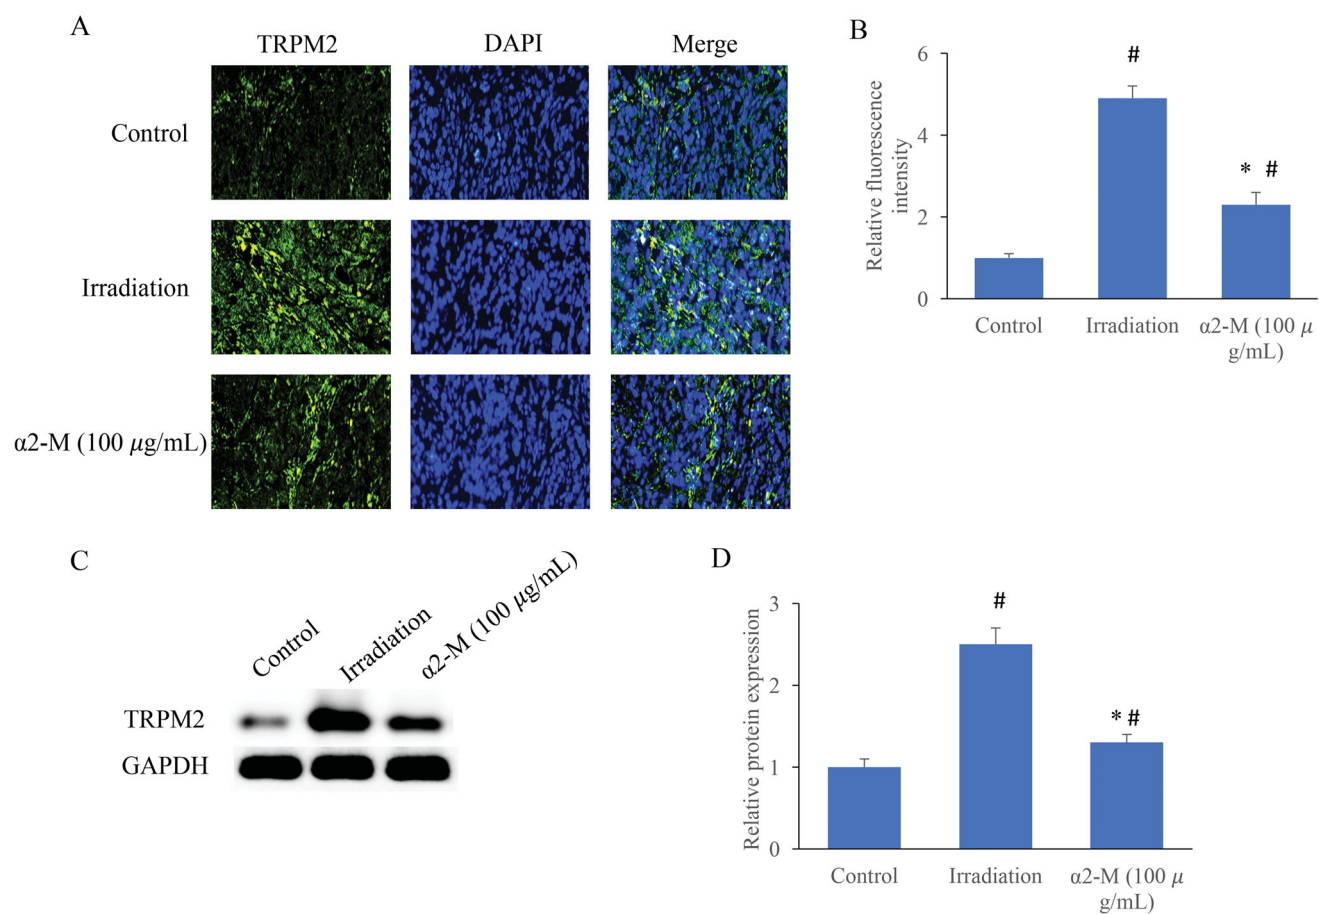 A
TRPM2
DAPI
Merge
Control
Irradiation
α2-M (100 µg/mL)
B
Relative fluorescence
intensity
6
4
2
0
#
* #
Control
Irradiation
α2-M (100 µ
g/mL)
C
Control
Irradiation
α2-M (100 µg/mL)
TRPM2
GAPDH
D
Relative protein expression
3
2
1
0
#
* #
Control
Irradiation
α2-M (100 µ
g/mL)